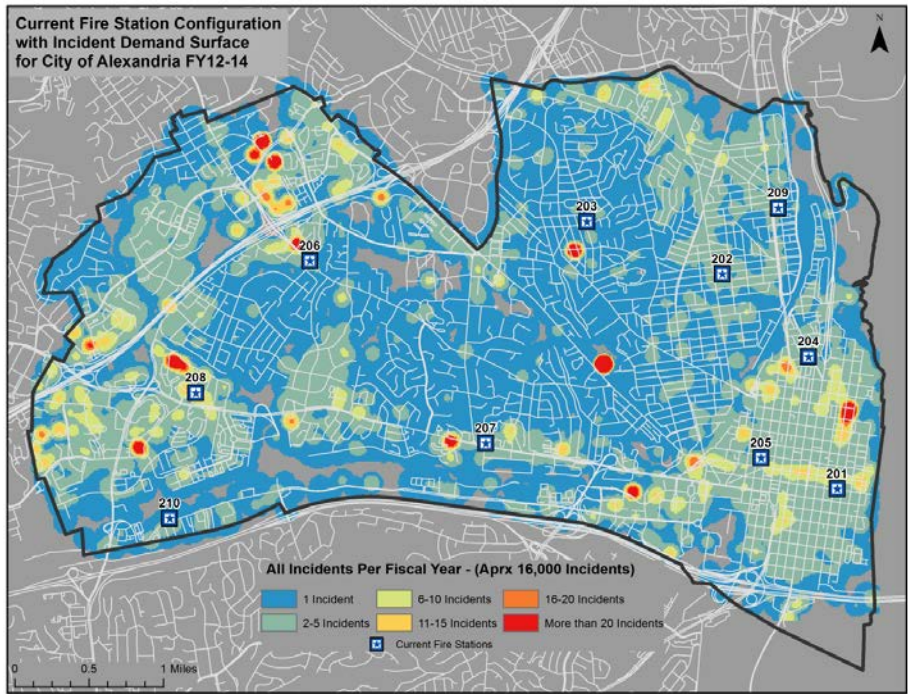 Current Fire Station Configuration
with Incident Demand Surface
for City of Alexandria FY12-14
N
209
203
206
202
204
208
207
205
201
210
All Incidents Per Fiscal Year - (Aprx 16,000 Incidents)
1 Incident
6-10 Incidents
16-20 Incidents
2-5 Incidents
11-15 Incidents
More than 20 Incidents
Current Fire Stations
0 0.5 1 Miles